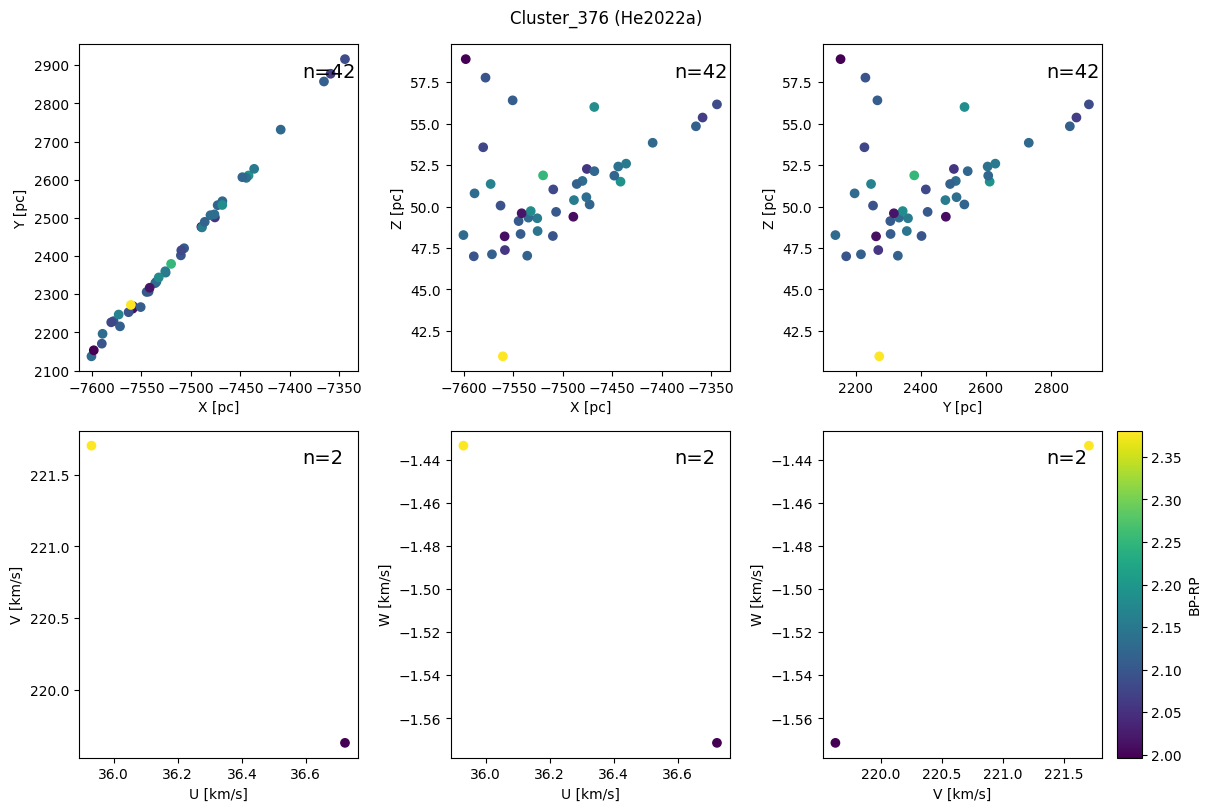 Cluster_376 (He2022a)
n=42
2900
2800
2700
2600
2500
2400
2300
2200
2100
Y [pc]
−7600 −7550 −7500 −7450 −7400 −7350
X [pc]
n=42
57.5
55.0
52.5
50.0
47.5
45.0
42.5
Z [pc]
−7600 −7550 −7500 −7450 −7400 −7350
X [pc]
n=42
57.5
55.0
52.5
50.0
47.5
45.0
42.5
Z [pc]
2200 2400 2600 2800
Y [pc]
n=2
221.5
221.0
220.5
220.0
V [km/s]
36.0 36.2 36.4 36.6
U [km/s]
n=2
−1.44
−1.46
−1.48
−1.50
−1.52
−1.54
−1.56
W [km/s]
36.0 36.2 36.4 36.6
U [km/s]
n=2
−1.44
−1.46
−1.48
−1.50
−1.52
−1.54
−1.56
W [km/s]
220.0 220.5 221.0 221.5
V [km/s]
2.35
2.30
2.25
2.20
2.15
2.10
2.05
2.00
BP-RP